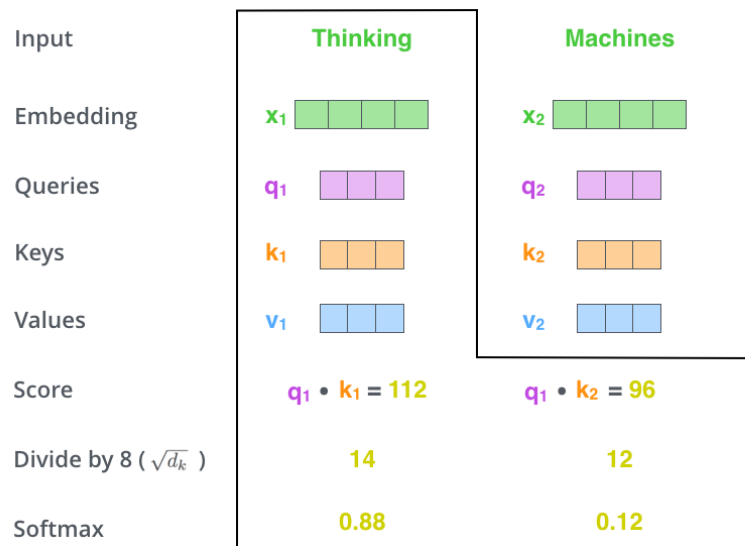 Input Thinking Machines
Embedding x₁ x₂
Queries q₁ q₂
Keys k₁ k₂
Values v₁ v₂
Score q₁ • k₁ = 112 q₁ • k₂ = 96
Divide by 8 ( √dₖ ) 14 12
Softmax 0.88 0.12